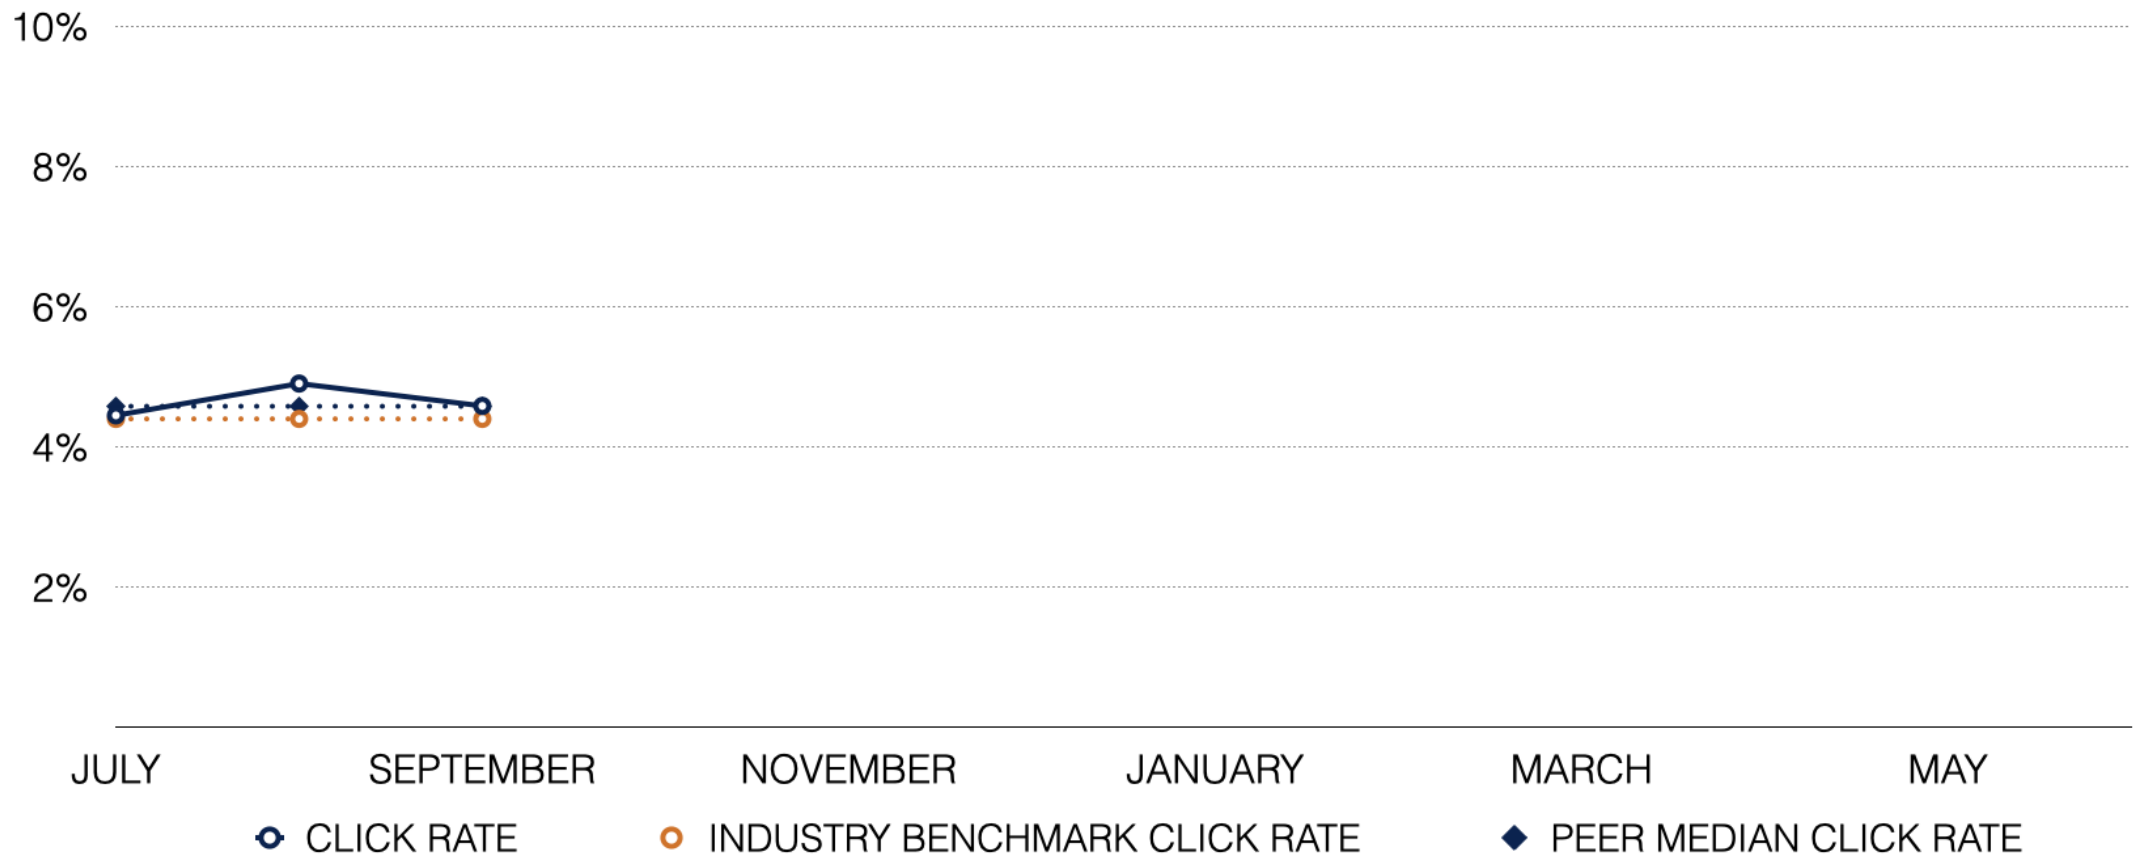 10%
8%
6%
4%
2%
JULY SEPTEMBER NOVEMBER JANUARY MARCH MAY
CLICK RATE INDUSTRY BENCHMARK CLICK RATE PEER MEDIAN CLICK RATE